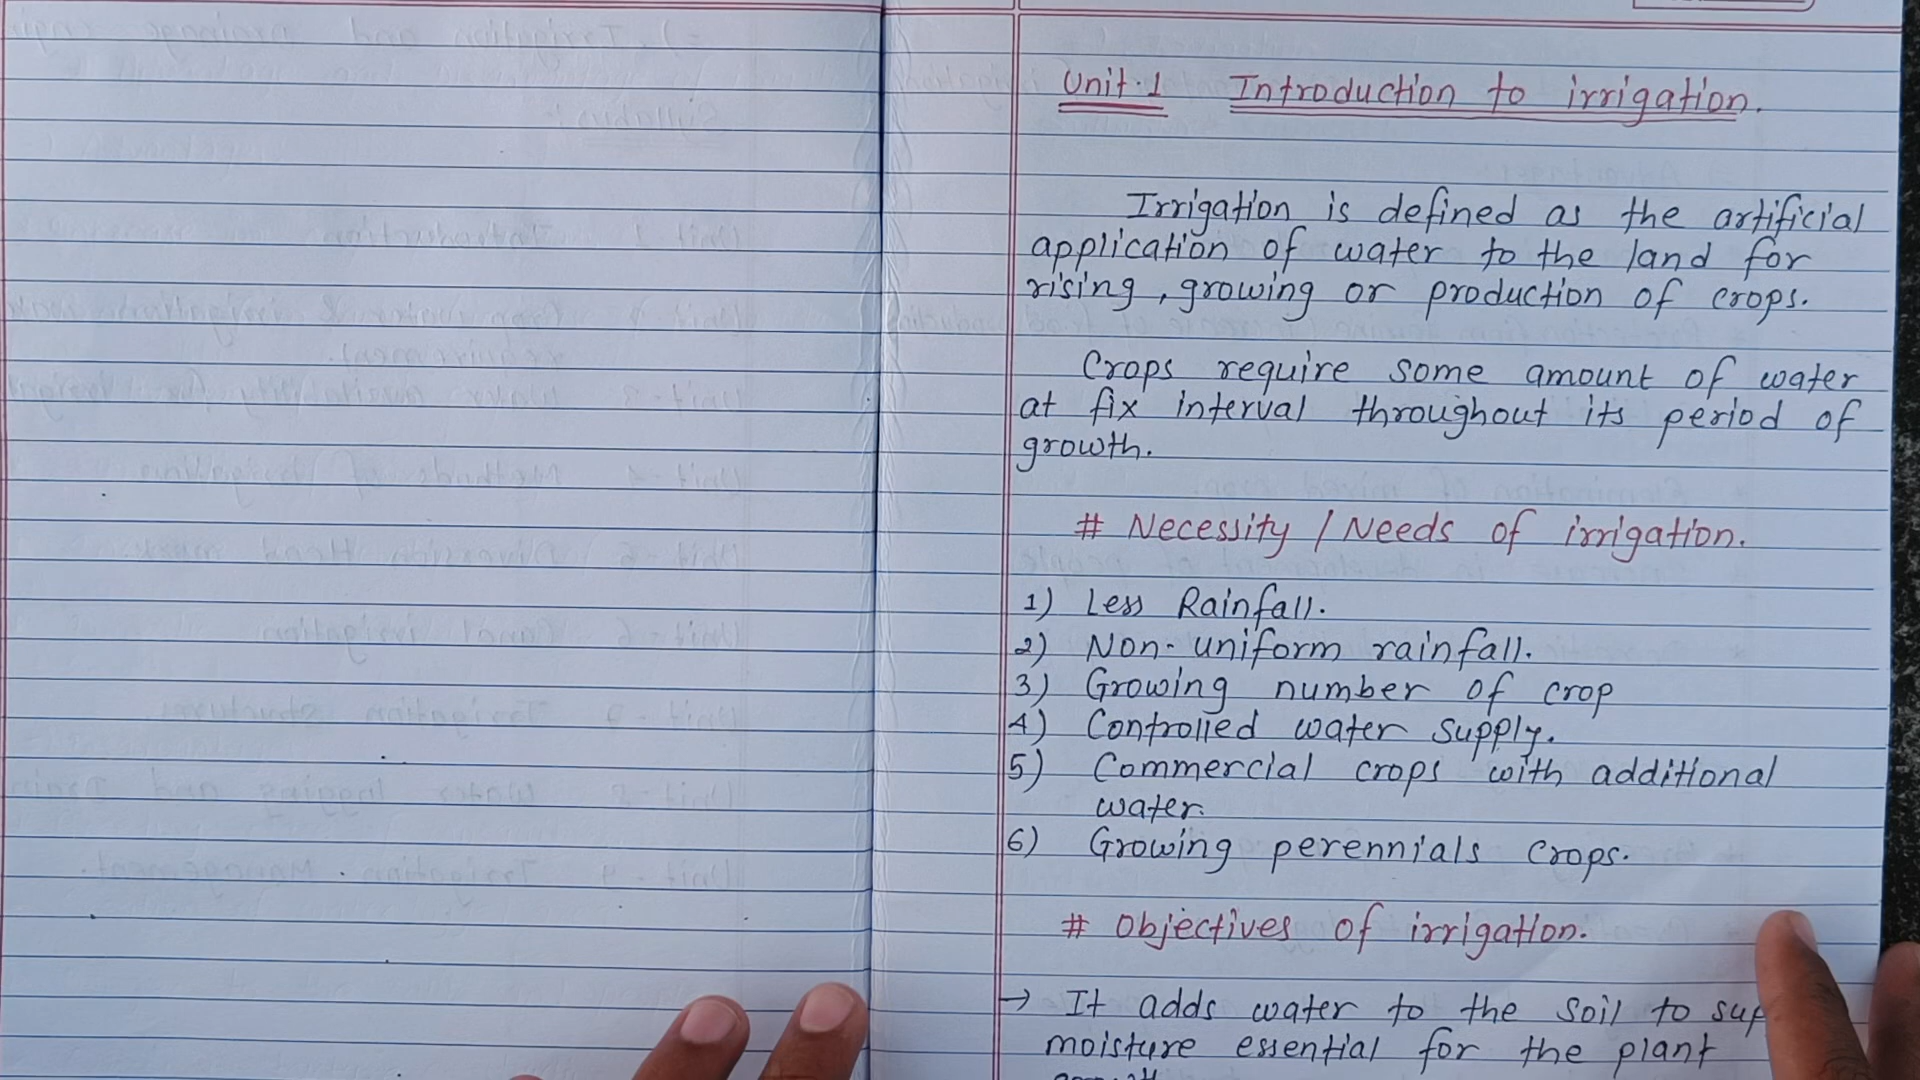 Unit.1 Introduction to irrigation.
Irrigation is defined as the artificial
application of water to the land for
rising, growing or production of crops.
Crops require some amount of water
at fix interval throughout its period of
growth.
# Necessity / Needs of irrigation.
1) Less Rainfall.
2) Non-uniform rainfall.
3) Growing number of crop
4) Controlled water supply.
5) Commercial crops with additional
water.
6) Growing perennials crops.
# Objectives of irrigation.
→ It adds water to the soil to
moisture essential for the plant